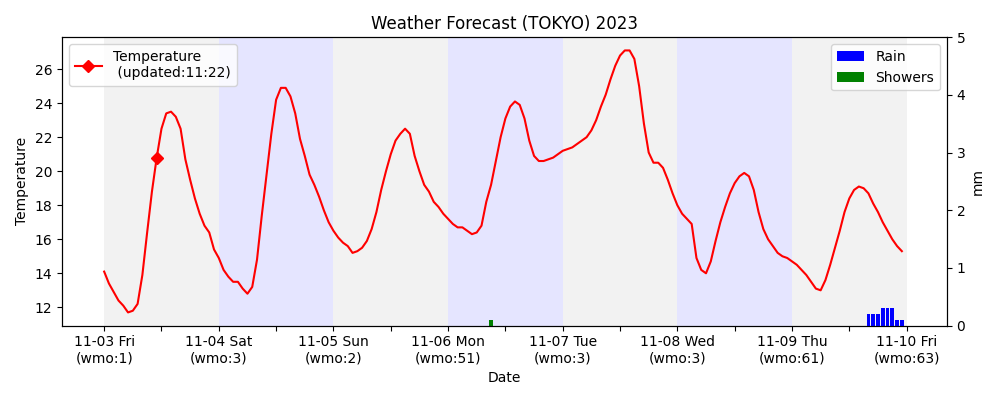 Weather Forecast (TOKYO) 2023
Temperature
(updated:11:22)
Rain
Showers
Temperature
26
24
22
20
18
16
14
12
5
4
3
2
1
0
mm
11-03 Fri
(wmo:1)
11-04 Sat
(wmo:3)
11-05 Sun
(wmo:2)
11-06 Mon
(wmo:51)
11-07 Tue
(wmo:3)
11-08 Wed
(wmo:3)
11-09 Thu
(wmo:61)
11-10 Fri
(wmo:63)
Date